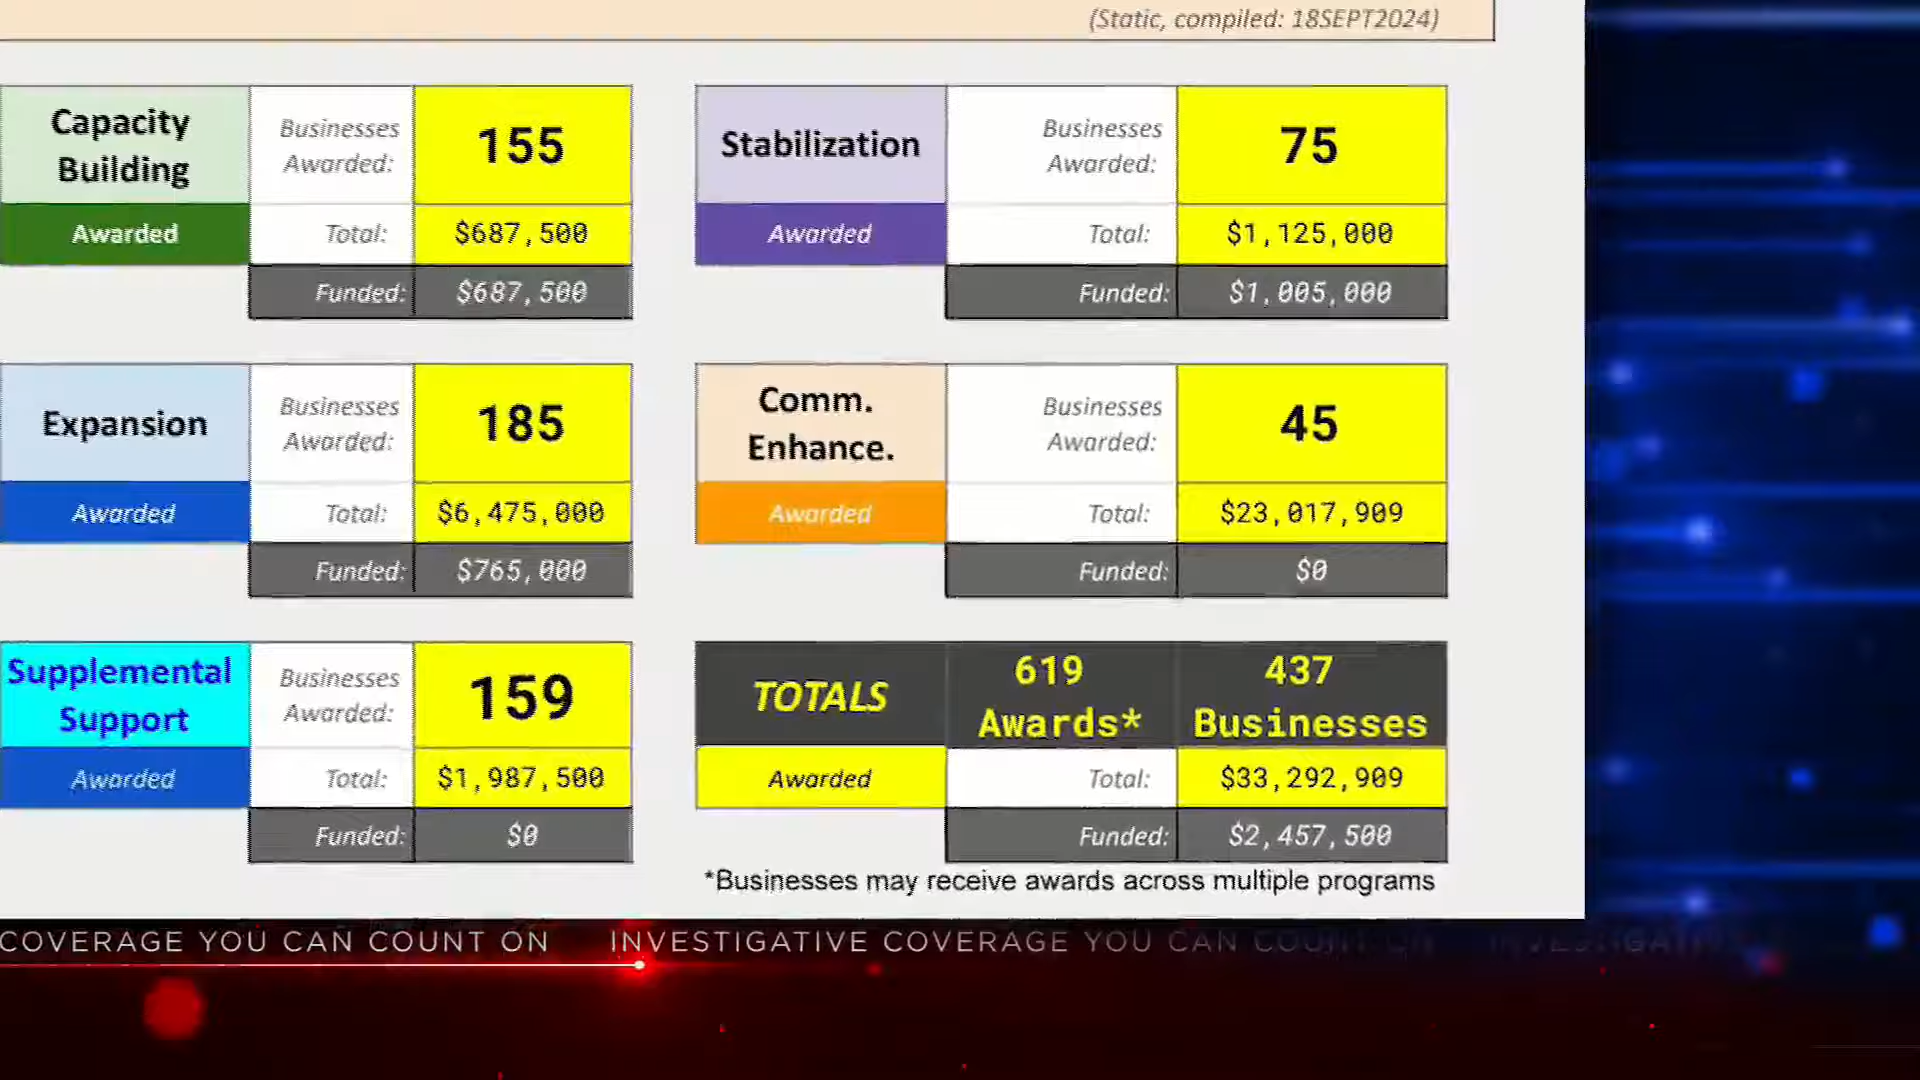 (Static, compiled: 18SEPT2024)
Capacity
Building
Businesses
Awarded:
155
Awarded
Total:
$687,500
Funded:
$687,500
Stabilization
Businesses
Awarded:
75
Awarded
Total:
$1,125,000
Funded:
$1,005,000
Expansion
Businesses
Awarded:
185
Awarded
Total:
$6,475,000
Funded:
$765,000
Comm.
Enhance.
Businesses
Awarded:
45
Awarded
Total:
$23,017,909
Funded:
$0
Supplemental
Support
Businesses
Awarded:
159
Awarded
Total:
$1,987,500
Funded:
$0
TOTALS
619
Awards*
437
Businesses
Awarded
Total:
$33,292,909
Funded:
$2,457,500
*Businesses may receive awards across multiple programs
COVERAGE YOU CAN COUNT ON INVESTIGATIVE COVERAGE YOU CAN COUNT ON